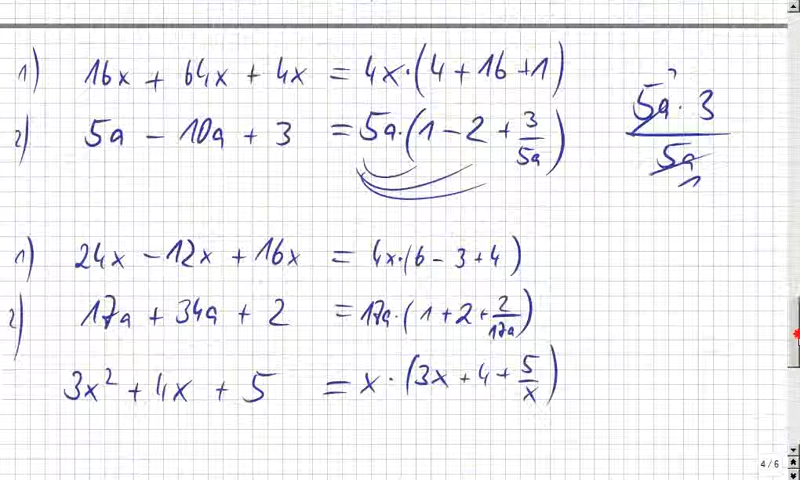 1) 16x + 64x + 4x = 4x·(4 + 16 + 1)
2) 5a − 10a + 3 = 5a·(1 − 2 + 3/5a)
5a · 3 / 5a
1
1
1) 24x − 12x + 16x = 4x·(6 − 3 + 4)
2) 17a + 34a + 2 = 17a·(1 + 2 + 2/17a)
3x² + 4x + 5 = x·(3x + 4 + 5/x)
4 / 6